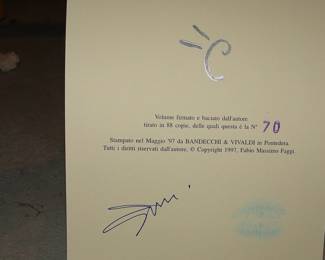 Volume firmato e baciato dall'autore
tirato in 88 copie, delle quali questa è la N° 70
Stampato nel Maggio '97 da BANDECCHI & VIVALDI in Pontedera.
Tutti i diritti riservati dall'autore. © Copyright 1997, Fabio Massimo Faggi.